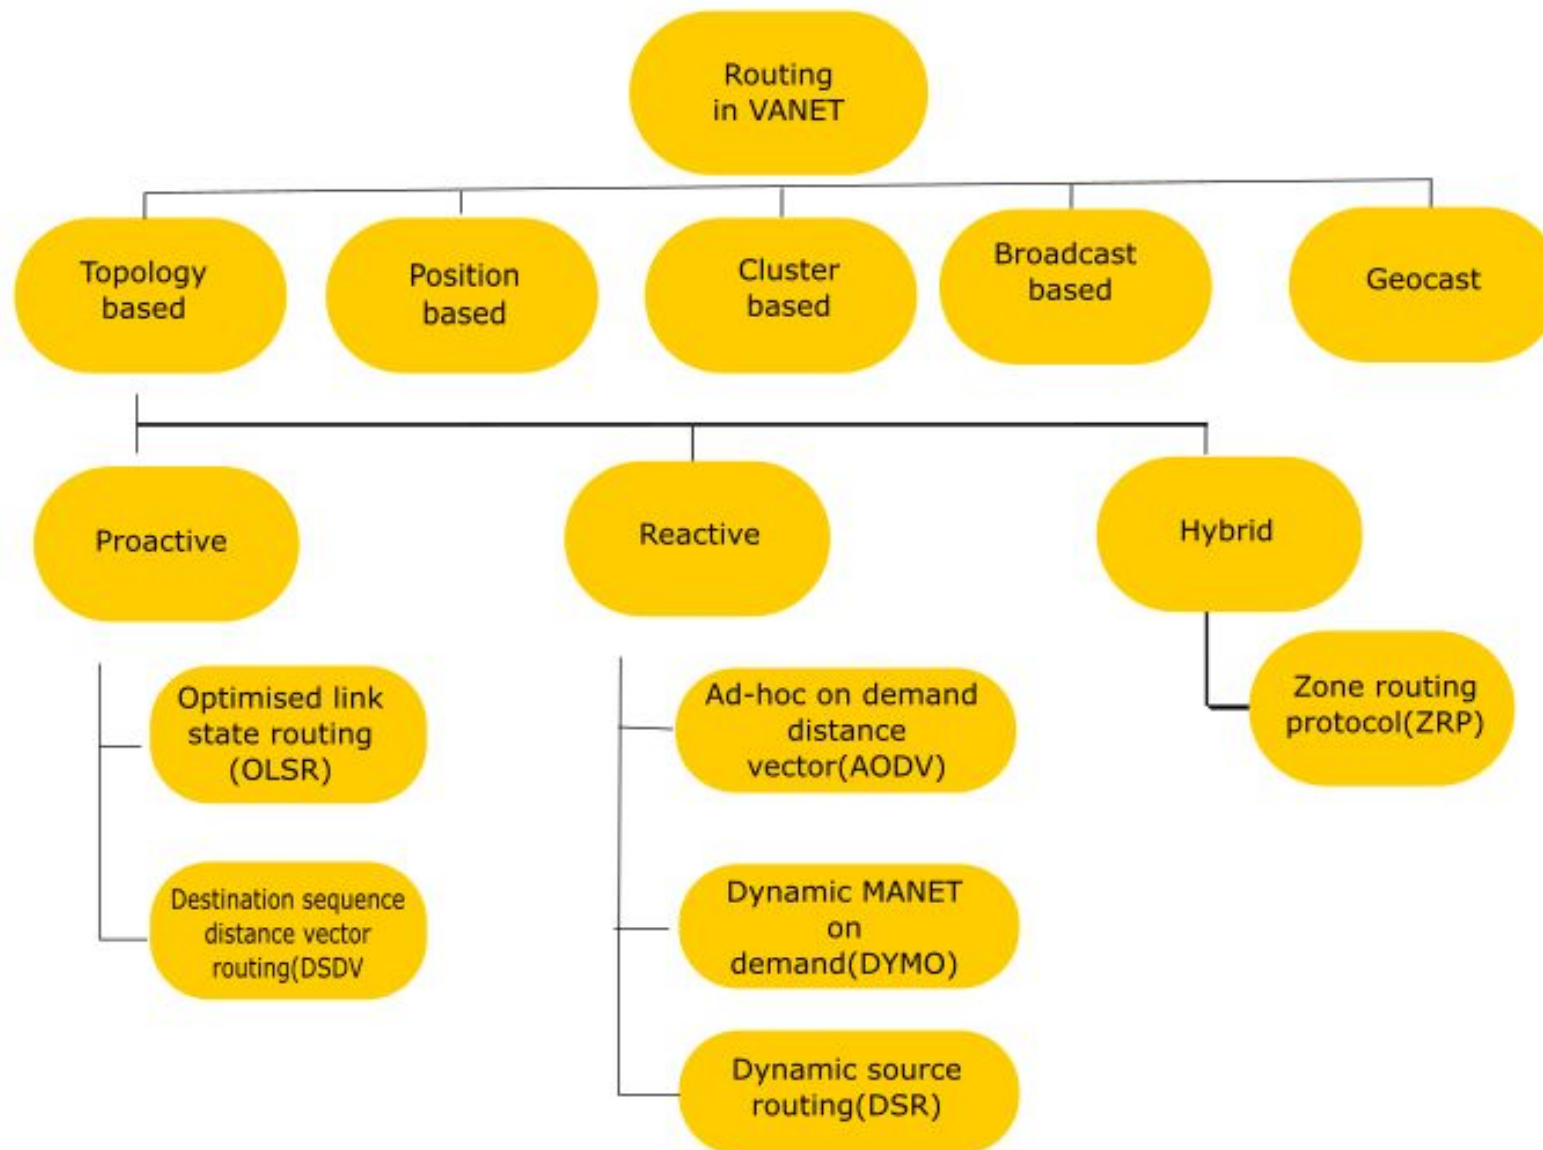 Routing
in VANET
Topology
based
Position
based
Cluster
based
Broadcast
based
Geocast
Proactive
Reactive
Hybrid
Optimised link
state routing
(OLSR)
Ad-hoc on demand
distance
vector(AODV)
Zone routing
protocol(ZRP)
Destination sequence
distance vector
routing(DSDV
Dynamic MANET
on
demand(DYMO)
Dynamic source
routing(DSR)